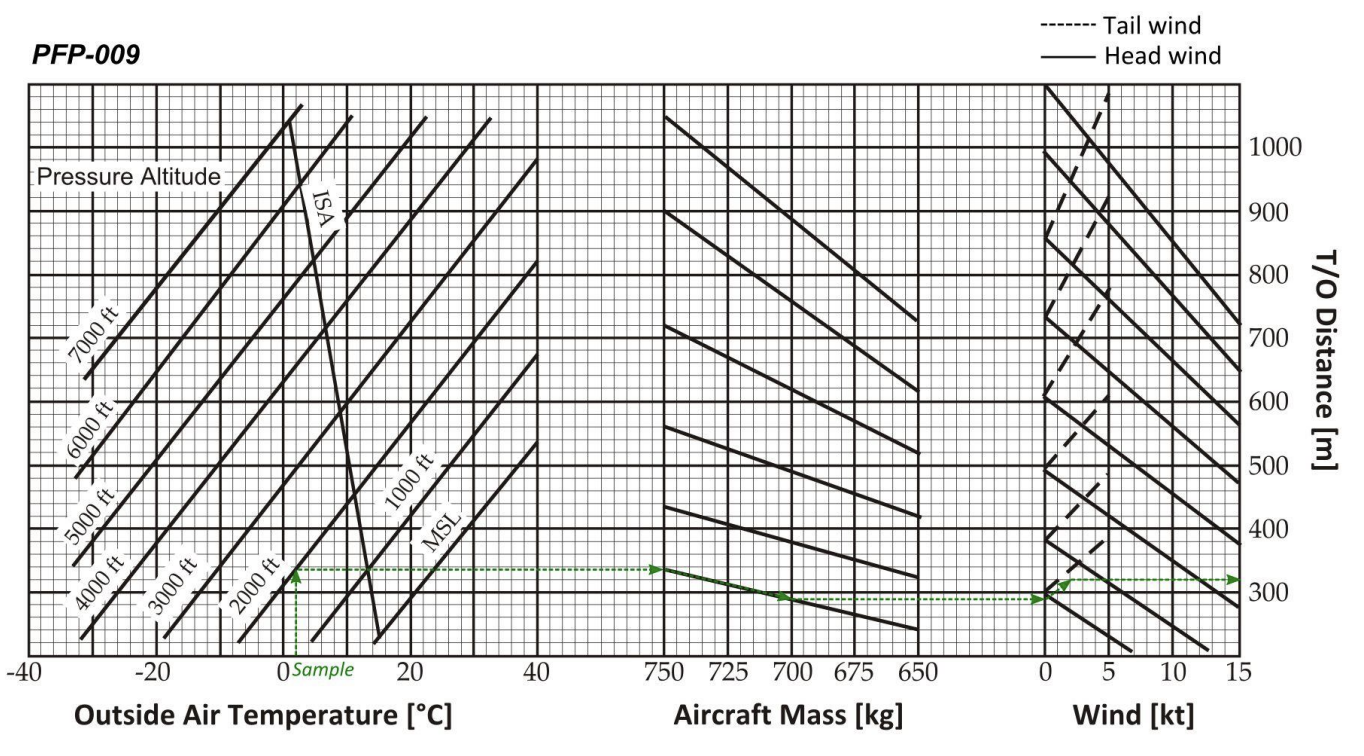 Tail wind
PFP-009
Head wind
Pressure Altitude
ISA
7000 ft
6000 ft
5000 ft
4000 ft
3000 ft
2000 ft
1000 ft
MSL
1000
900
800
700
600
500
400
300
T/O Distance [m]
-40 -20 0 Sample 20 40 750 725 700 675 650 0 5 10 15
Outside Air Temperature [°C] Aircraft Mass [kg] Wind [kt]